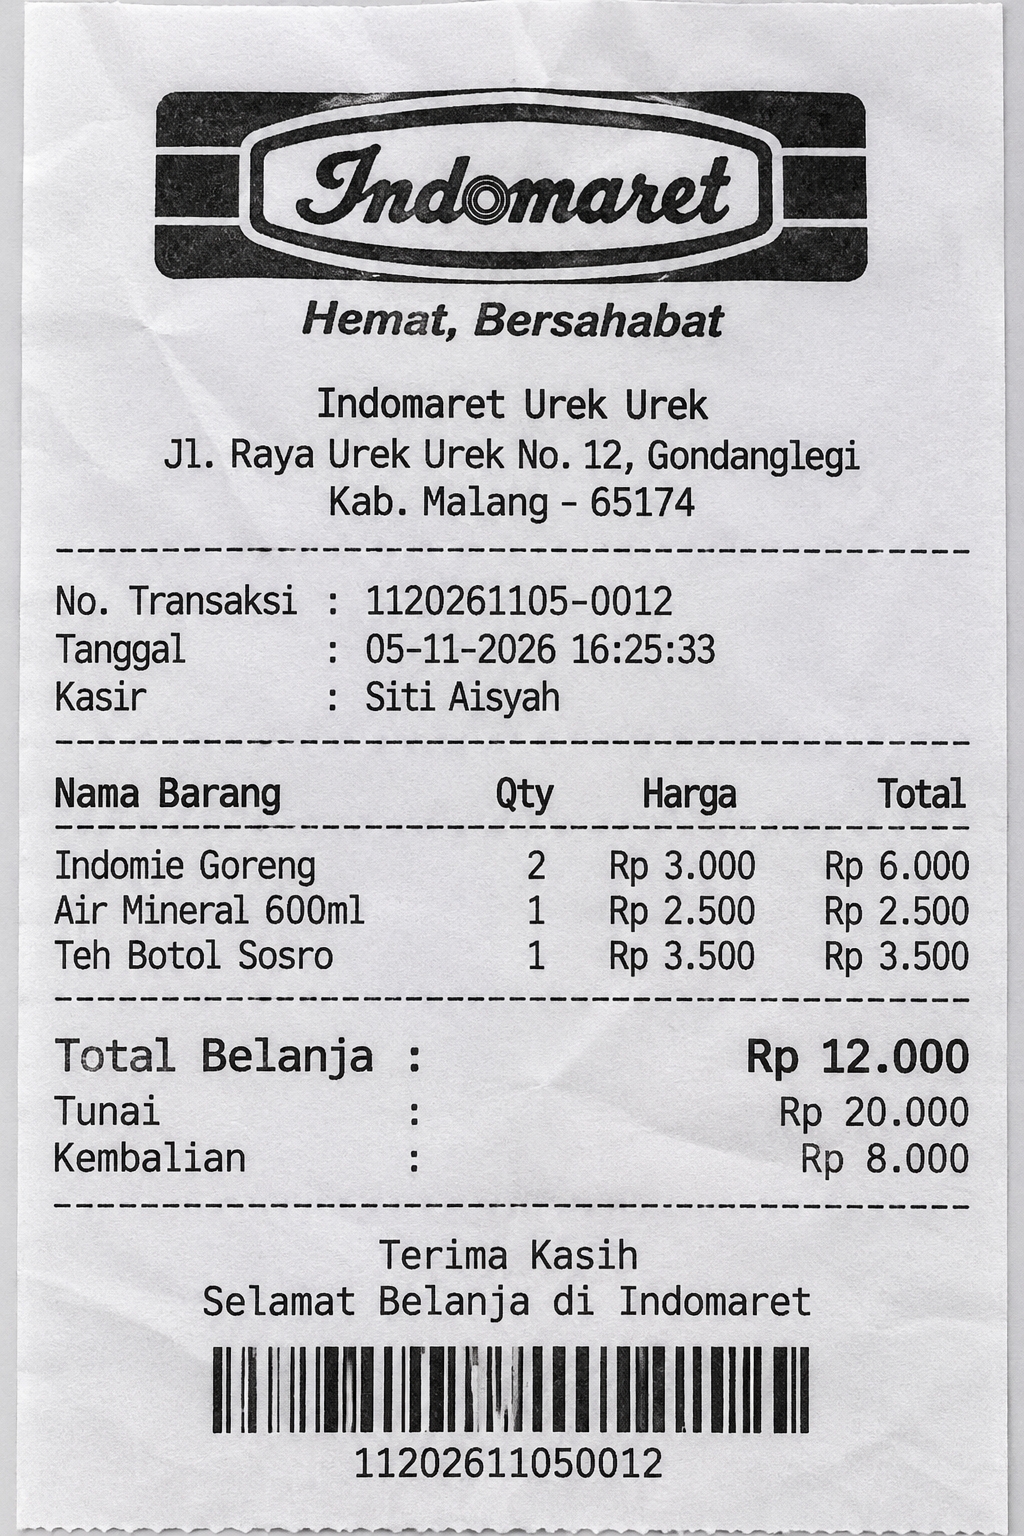 Indomaret
Hemat, Bersahabat
Indomaret Urek Urek
Jl. Raya Urek Urek No. 12, Gondanglegi
Kab. Malang - 65174
No. Transaksi : 1120261105-0012
Tanggal : 05-11-2026 16:25:33
Kasir : Siti Aisyah
Nama Barang Qty Harga Total
Indomie Goreng 2 Rp 3.000 Rp 6.000
Air Mineral 600ml 1 Rp 2.500 Rp 2.500
Teh Botol Sosro 1 Rp 3.500 Rp 3.500
Total Belanja : Rp 12.000
Tunai : Rp 20.000
Kembalian : Rp 8.000
Terima Kasih
Selamat Belanja di Indomaret
11202611050012